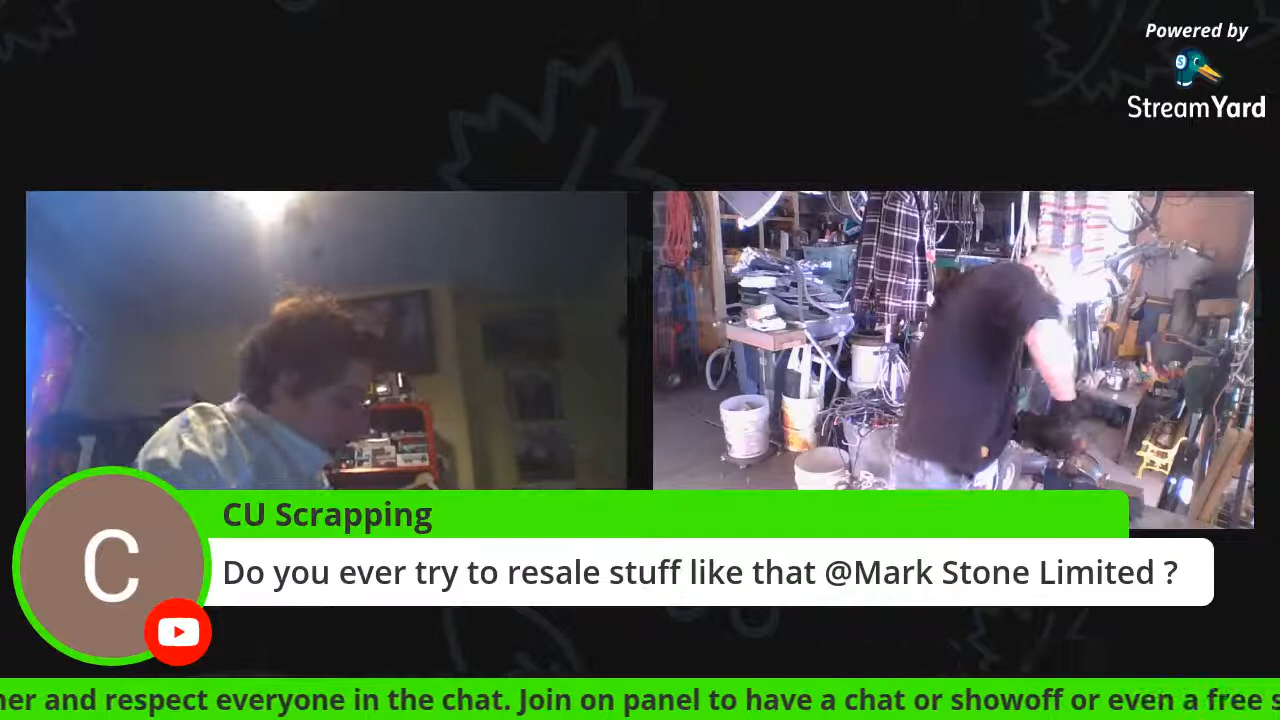 Powered by
StreamYard
CU Scrapping
C
Do you ever try to resale stuff like that @Mark Stone Limited ?
and respect everyone in the chat. Join on panel to have a chat or showoff or even a free